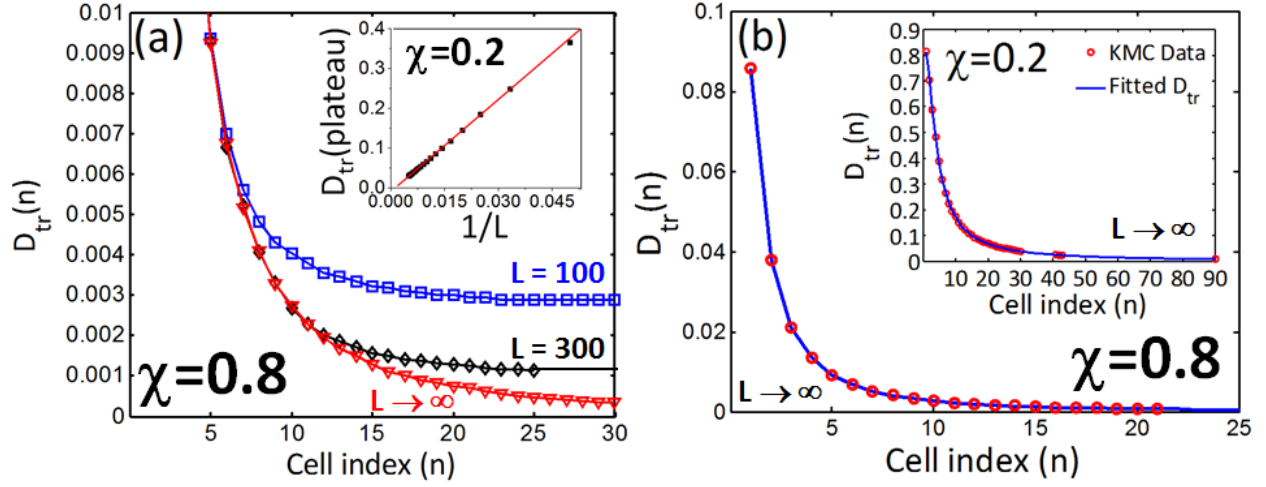 (a)
0.01
0.009
0.008
0.007
0.006
0.005
0.004
0.003
0.002
0.001
0
5
10
15
20
25
30
D_tr(n)
Cell index (n)
χ=0.8
L = 100
L = 300
L → ∞
χ=0.2
0.4
0.3
0.2
0.1
0.0
0.000
0.015
0.030
0.045
D_tr(plateau)
1/L
(b)
0.1
0.08
0.06
0.04
0.02
0
5
10
15
20
25
D_tr(n)
Cell index (n)
L → ∞
χ=0.8
χ=0.2
KMC Data
Fitted D_tr
0.9
0.8
0.7
0.6
0.5
0.4
0.3
0.2
0.1
0
10 20 30 40 50 60 70 80 90
D_tr(n)
Cell index (n)
L → ∞